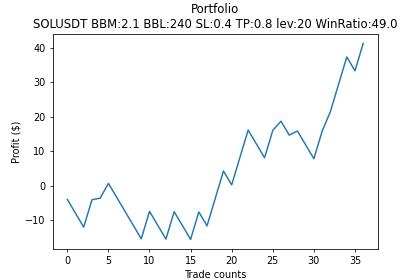 Portfolio
SOLUSDT BBM:2.1 BBL:240 SL:0.4 TP:0.8 lev:20 WinRatio:49.0
Profit ($)
40
30
20
10
0
−10
0 5 10 15 20 25 30 35
Trade counts